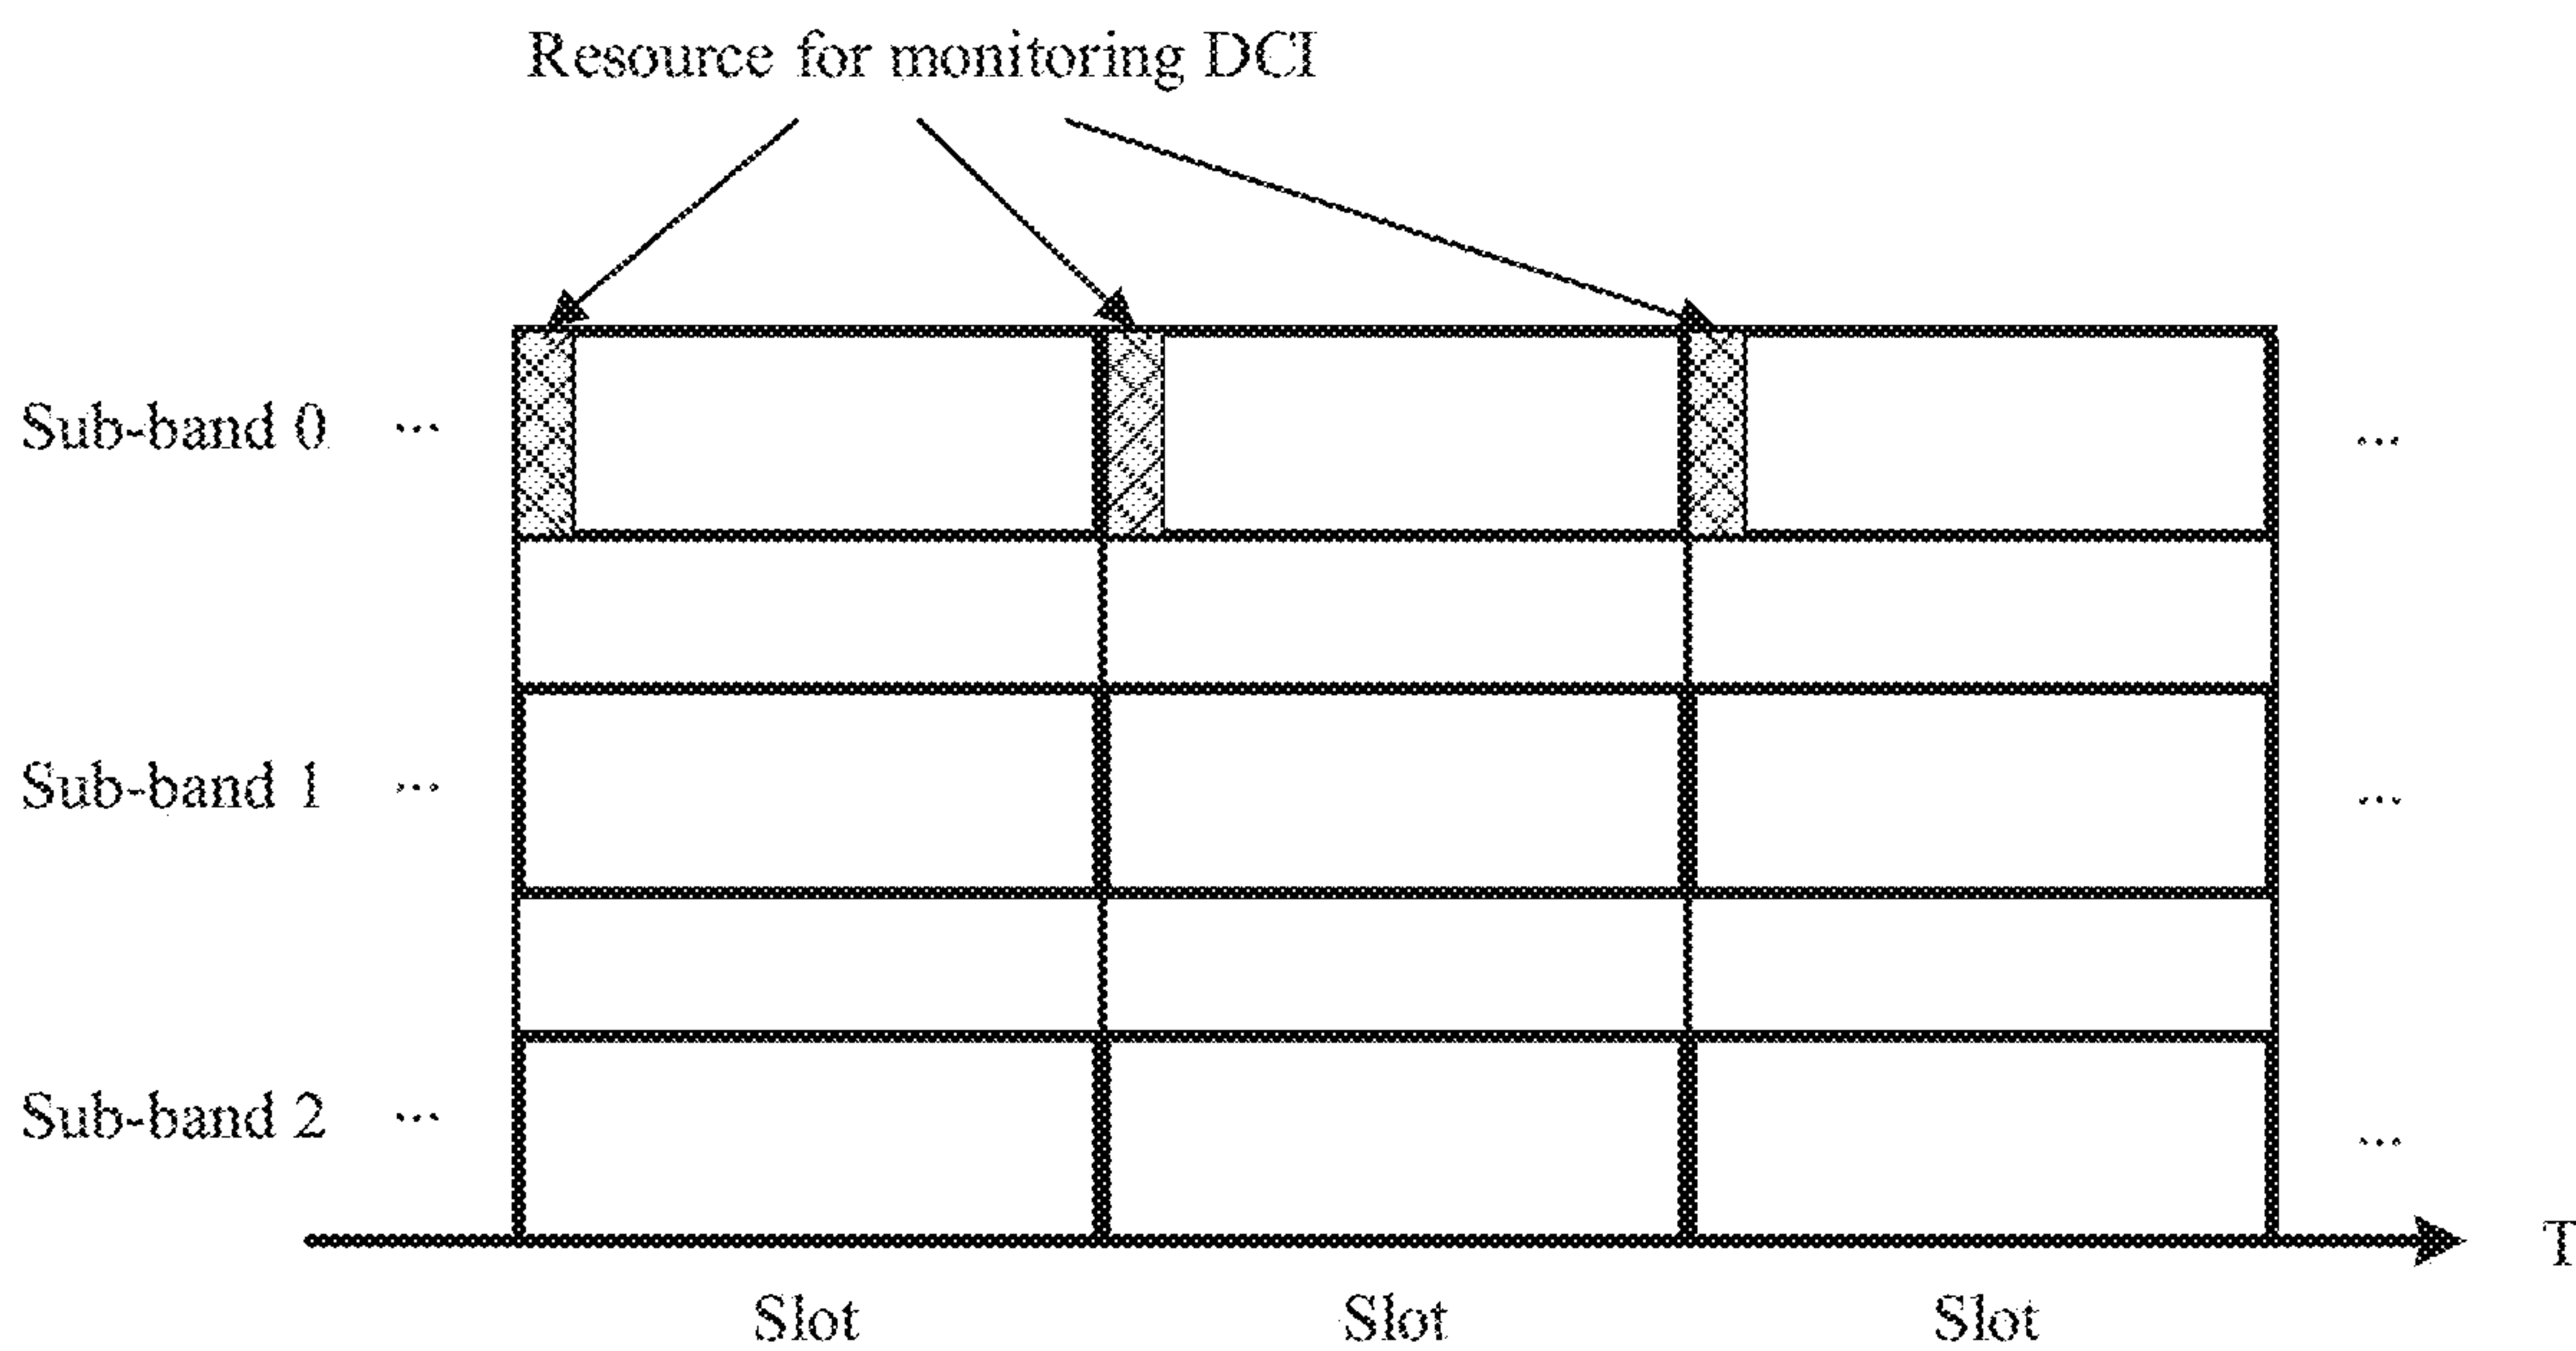 Resource for monitoring DCI
Sub-band 0 ... ...
Sub-band 1 ... ...
Sub-band 2 ... ...
T
Slot Slot Slot